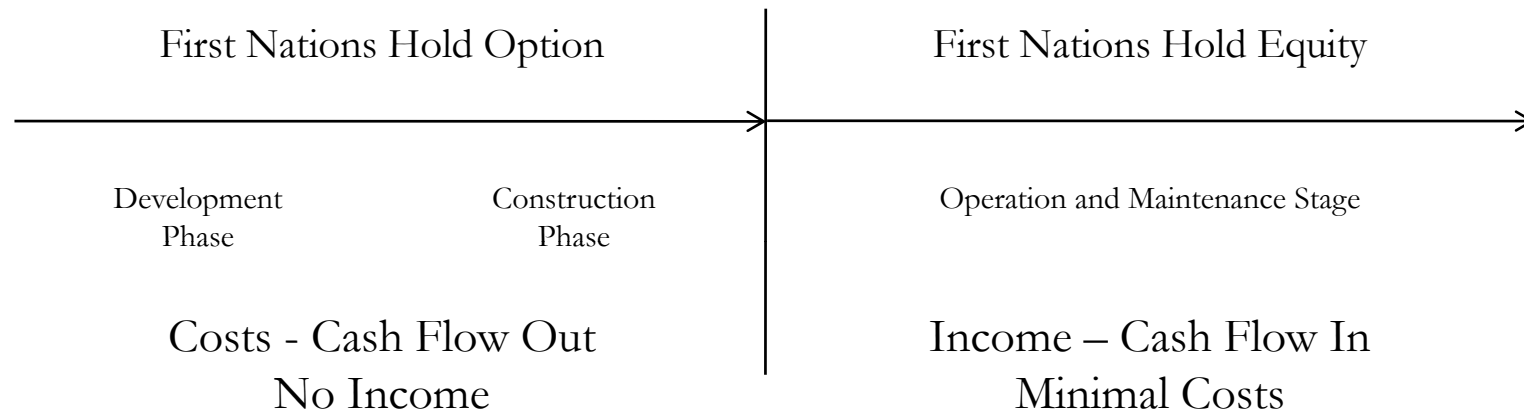 First Nations Hold Option
First Nations Hold Equity
Development
Phase
Construction
Phase
Operation and Maintenance Stage
Costs - Cash Flow Out
No Income
Income – Cash Flow In
Minimal Costs